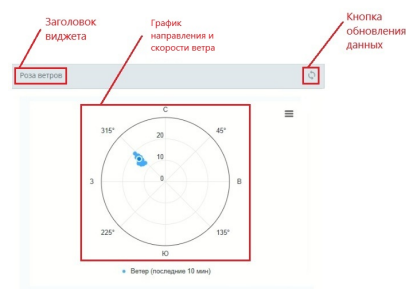 Заголовок
виджета
График
направления и
скорости ветра
Кнопка
обновления
данных
Роза ветров
С
315°
45°
20
10
З
0
В
225°
135°
Ю
Ветер (последние 10 мин)